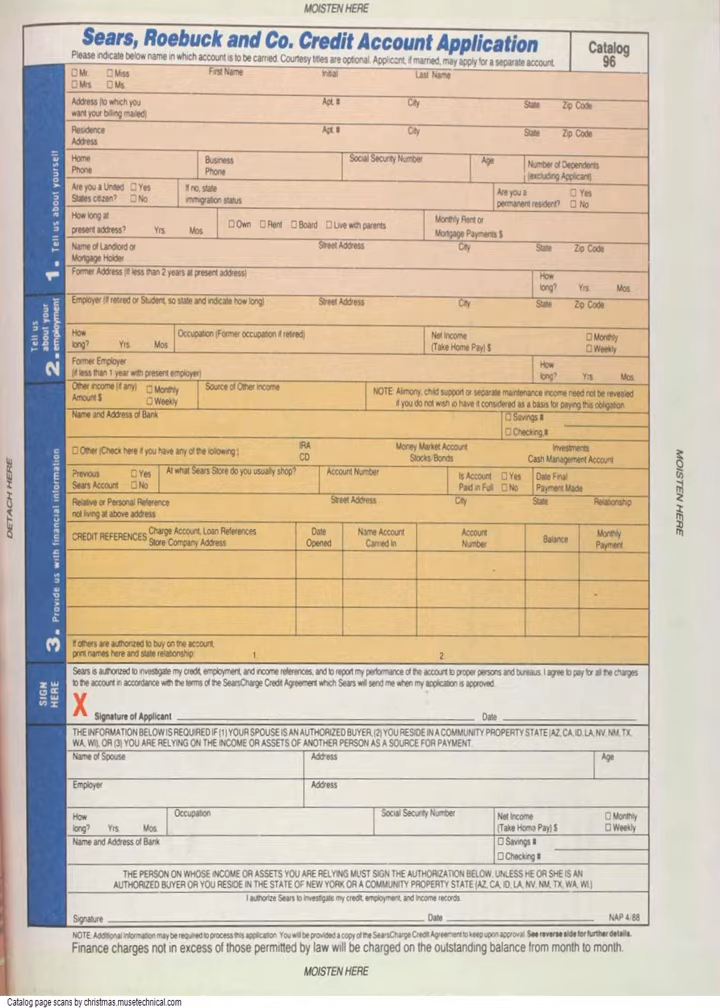 MOISTEN HERE
Sears, Roebuck and Co. Credit Account Application
Please indicate below name in which account is to be carried. Courtesy titles are optional. Applicant, if married, may apply for a separate account.
Catalog
96
☐ Mr. ☐ Miss First Name Initial Last Name
☐ Mrs ☐ Ms.
Address (to which you Apt. # City State Zip Code
want your billing mailed)
Residence Apt. # City State Zip Code
Address
Home Business Social Security Number Age Number of Dependents
Phone Phone (excluding Applicant)
Are you a United ☐ Yes If no, state Are you a ☐ Yes
States citizen? ☐ No immigration status permanent resident? ☐ No
How long at ☐ Own ☐ Rent ☐ Board ☐ Live with parents Monthly Rent or
present address? Yrs. Mos. Mortgage Payments $
Name of Landlord or Street Address City State Zip Code
Mortgage Holder
Former Address (If less than 2 years at present address) How
long? Yrs. Mos.
1. Tell us about yourself
Employer (If retired or Student, so state and indicate how long) Street Address City State Zip Code
How Occupation (Former occupation if retired) Net Income ☐ Monthly
long? Yrs. Mos. (Take Home Pay) $ ☐ Weekly
Former Employer How
(if less than 1 year with present employer) long? Yrs. Mos.
2. Tell us about your employment
Other income (if any) ☐ Monthly Source of Other Income NOTE: Alimony, child support or separate maintenance income need not be revealed
Amount $ ☐ Weekly if you do not wish to have it considered as a basis for paying this obligation
Name and Address of Bank ☐ Savings #
☐ Checking #
☐ Other (Check here if you have any of the following) IRA Money Market Account Investments
CD Stocks/Bonds Cash Management Account
Previous ☐ Yes At what Sears Store do you usually shop? Account Number Is Account ☐ Yes Date Final
Sears Account ☐ No Paid in Full ☐ No Payment Made
Relative or Personal Reference Street Address City State Relationship
not living at above address
CREDIT REFERENCES Charge Account, Loan References Date Name Account Account Balance Monthly
Store Company Address Opened Carried In Number Payment
If others are authorized to buy on the account,
print names here and state relationship: 1. 2.
3. Provide us with financial information
DETACH HERE
MOISTEN HERE
SIGN
HERE
Sears is authorized to investigate my credit, employment, and income references, and to report my performance of the account to proper persons and bureaus. I agree to pay for all the charges
to the account in accordance with the terms of the SearsCharge Credit Agreement which Sears will send me when my application is approved.
X Signature of Applicant Date
THE INFORMATION BELOW IS REQUIRED IF (1) YOUR SPOUSE IS AN AUTHORIZED BUYER, (2) YOU RESIDE IN A COMMUNITY PROPERTY STATE (AZ, CA, ID, LA, NV, NM, TX,
WA, WI), OR (3) YOU ARE RELYING ON THE INCOME OR ASSETS OF ANOTHER PERSON AS A SOURCE FOR PAYMENT.
Name of Spouse Address Age
Employer Address
How Occupation Social Security Number Net Income ☐ Monthly
long? Yrs. Mos. (Take Home Pay) $ ☐ Weekly
Name and Address of Bank ☐ Savings #
☐ Checking #
THE PERSON ON WHOSE INCOME OR ASSETS YOU ARE RELYING MUST SIGN THE AUTHORIZATION BELOW, UNLESS HE OR SHE IS AN
AUTHORIZED BUYER OR YOU RESIDE IN THE STATE OF NEW YORK OR A COMMUNITY PROPERTY STATE (AZ, CA, ID, LA, NV, NM, TX, WA, WI.)
I authorize Sears to investigate my credit, employment, and income records
Signature Date NAP 4/88
NOTE: Additional Information may be required to process this application. You will be provided a copy of the SearsCharge Credit Agreement to keep upon approval. See reverse side for further details.
Finance charges not in excess of those permitted by law will be charged on the outstanding balance from month to month.
MOISTEN HERE
Catalog page scans by christmas.musetechnical.com